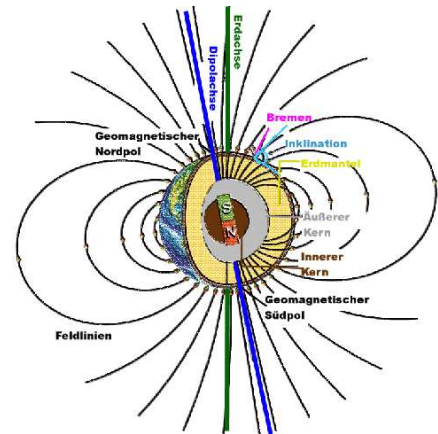 Dipolachse
Erdachse
Bremen
Geomagnetischer
Nordpol
Inklination
Erdmantel
S
N
Äußerer
Kern
Innerer
Kern
Geomagnetischer
Südpol
Feldlinien